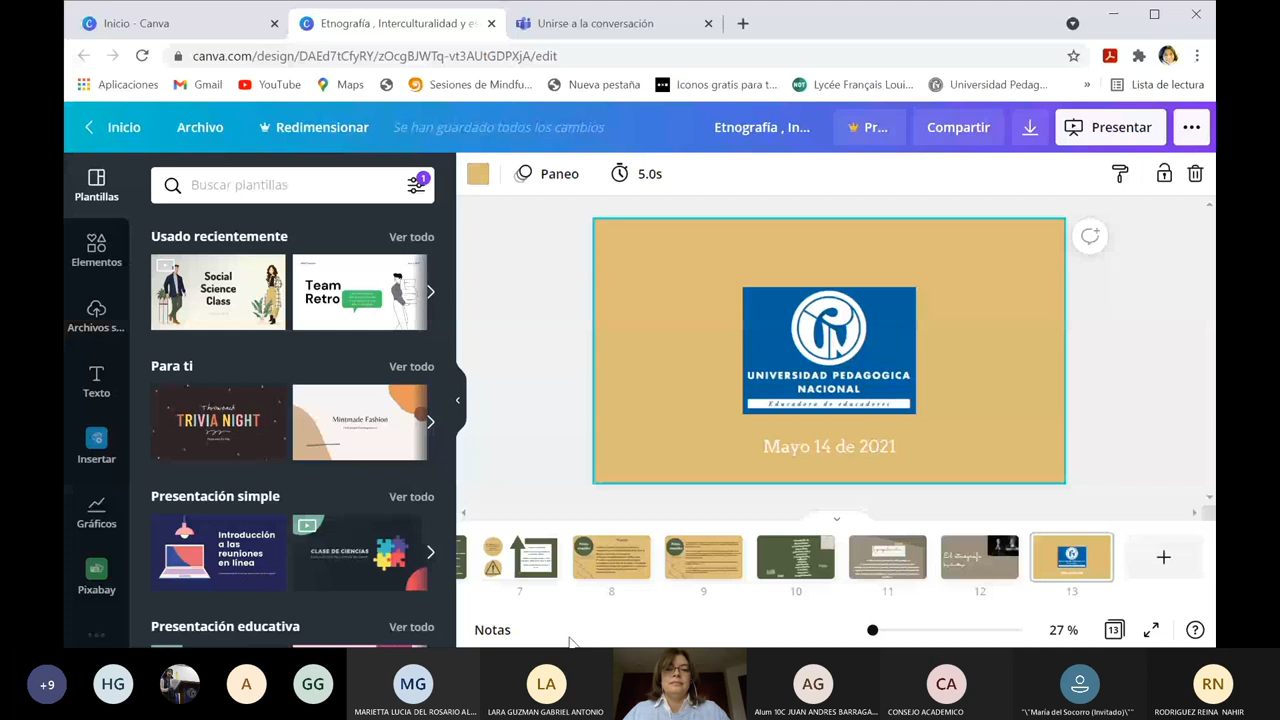 Inicio - Canva
Etnografía , Interculturalidad y es
Unirse a la conversación
canva.com/design/DAEd7tCfyRY/zOcgBJWTq-vt3AUtGDPXjA/edit
Aplicaciones
Gmail
YouTube
Maps
Sesiones de Mindfu...
Nueva pestaña
Iconos gratis para t...
Lycée Français Loui...
Universidad Pedag...
»
Lista de lectura
Inicio
Archivo
Redimensionar
Se han guardado todos los cambios
Etnografía , In...
Pr...
Compartir
Presentar
Plantillas
Elementos
Archivos s...
Texto
Insertar
Gráficos
Pixabay
Buscar plantillas
1
Usado recientemente
Ver todo
Social
Science
Class
Team
Retro
Para ti
Ver todo
Throwback
TRIVIA NIGHT
Mintmade Fashion
Presentación simple
Ver todo
Introducción
a las
reuniones
en línea
CLASE DE CIENCIAS
Presentación educativa
Ver todo
Paneo
5.0s
UNIVERSIDAD PEDAGOGICA
NACIONAL
Educadora de educadores
Mayo 14 de 2021
7
8
9
10
11
12
13
Notas
27 %
13
+9
HG
A
GG
MG
MARIETTA LUCIA DEL ROSARIO AL...
LA
LARA GUZMAN GABRIEL ANTONIO
AG
Alum 10C JUAN ANDRES BARRAGA...
CA
CONSEJO ACADEMICO
"\"María del Socorro (Invitado)\""
RN
RODRIGUEZ REINA NAHIR